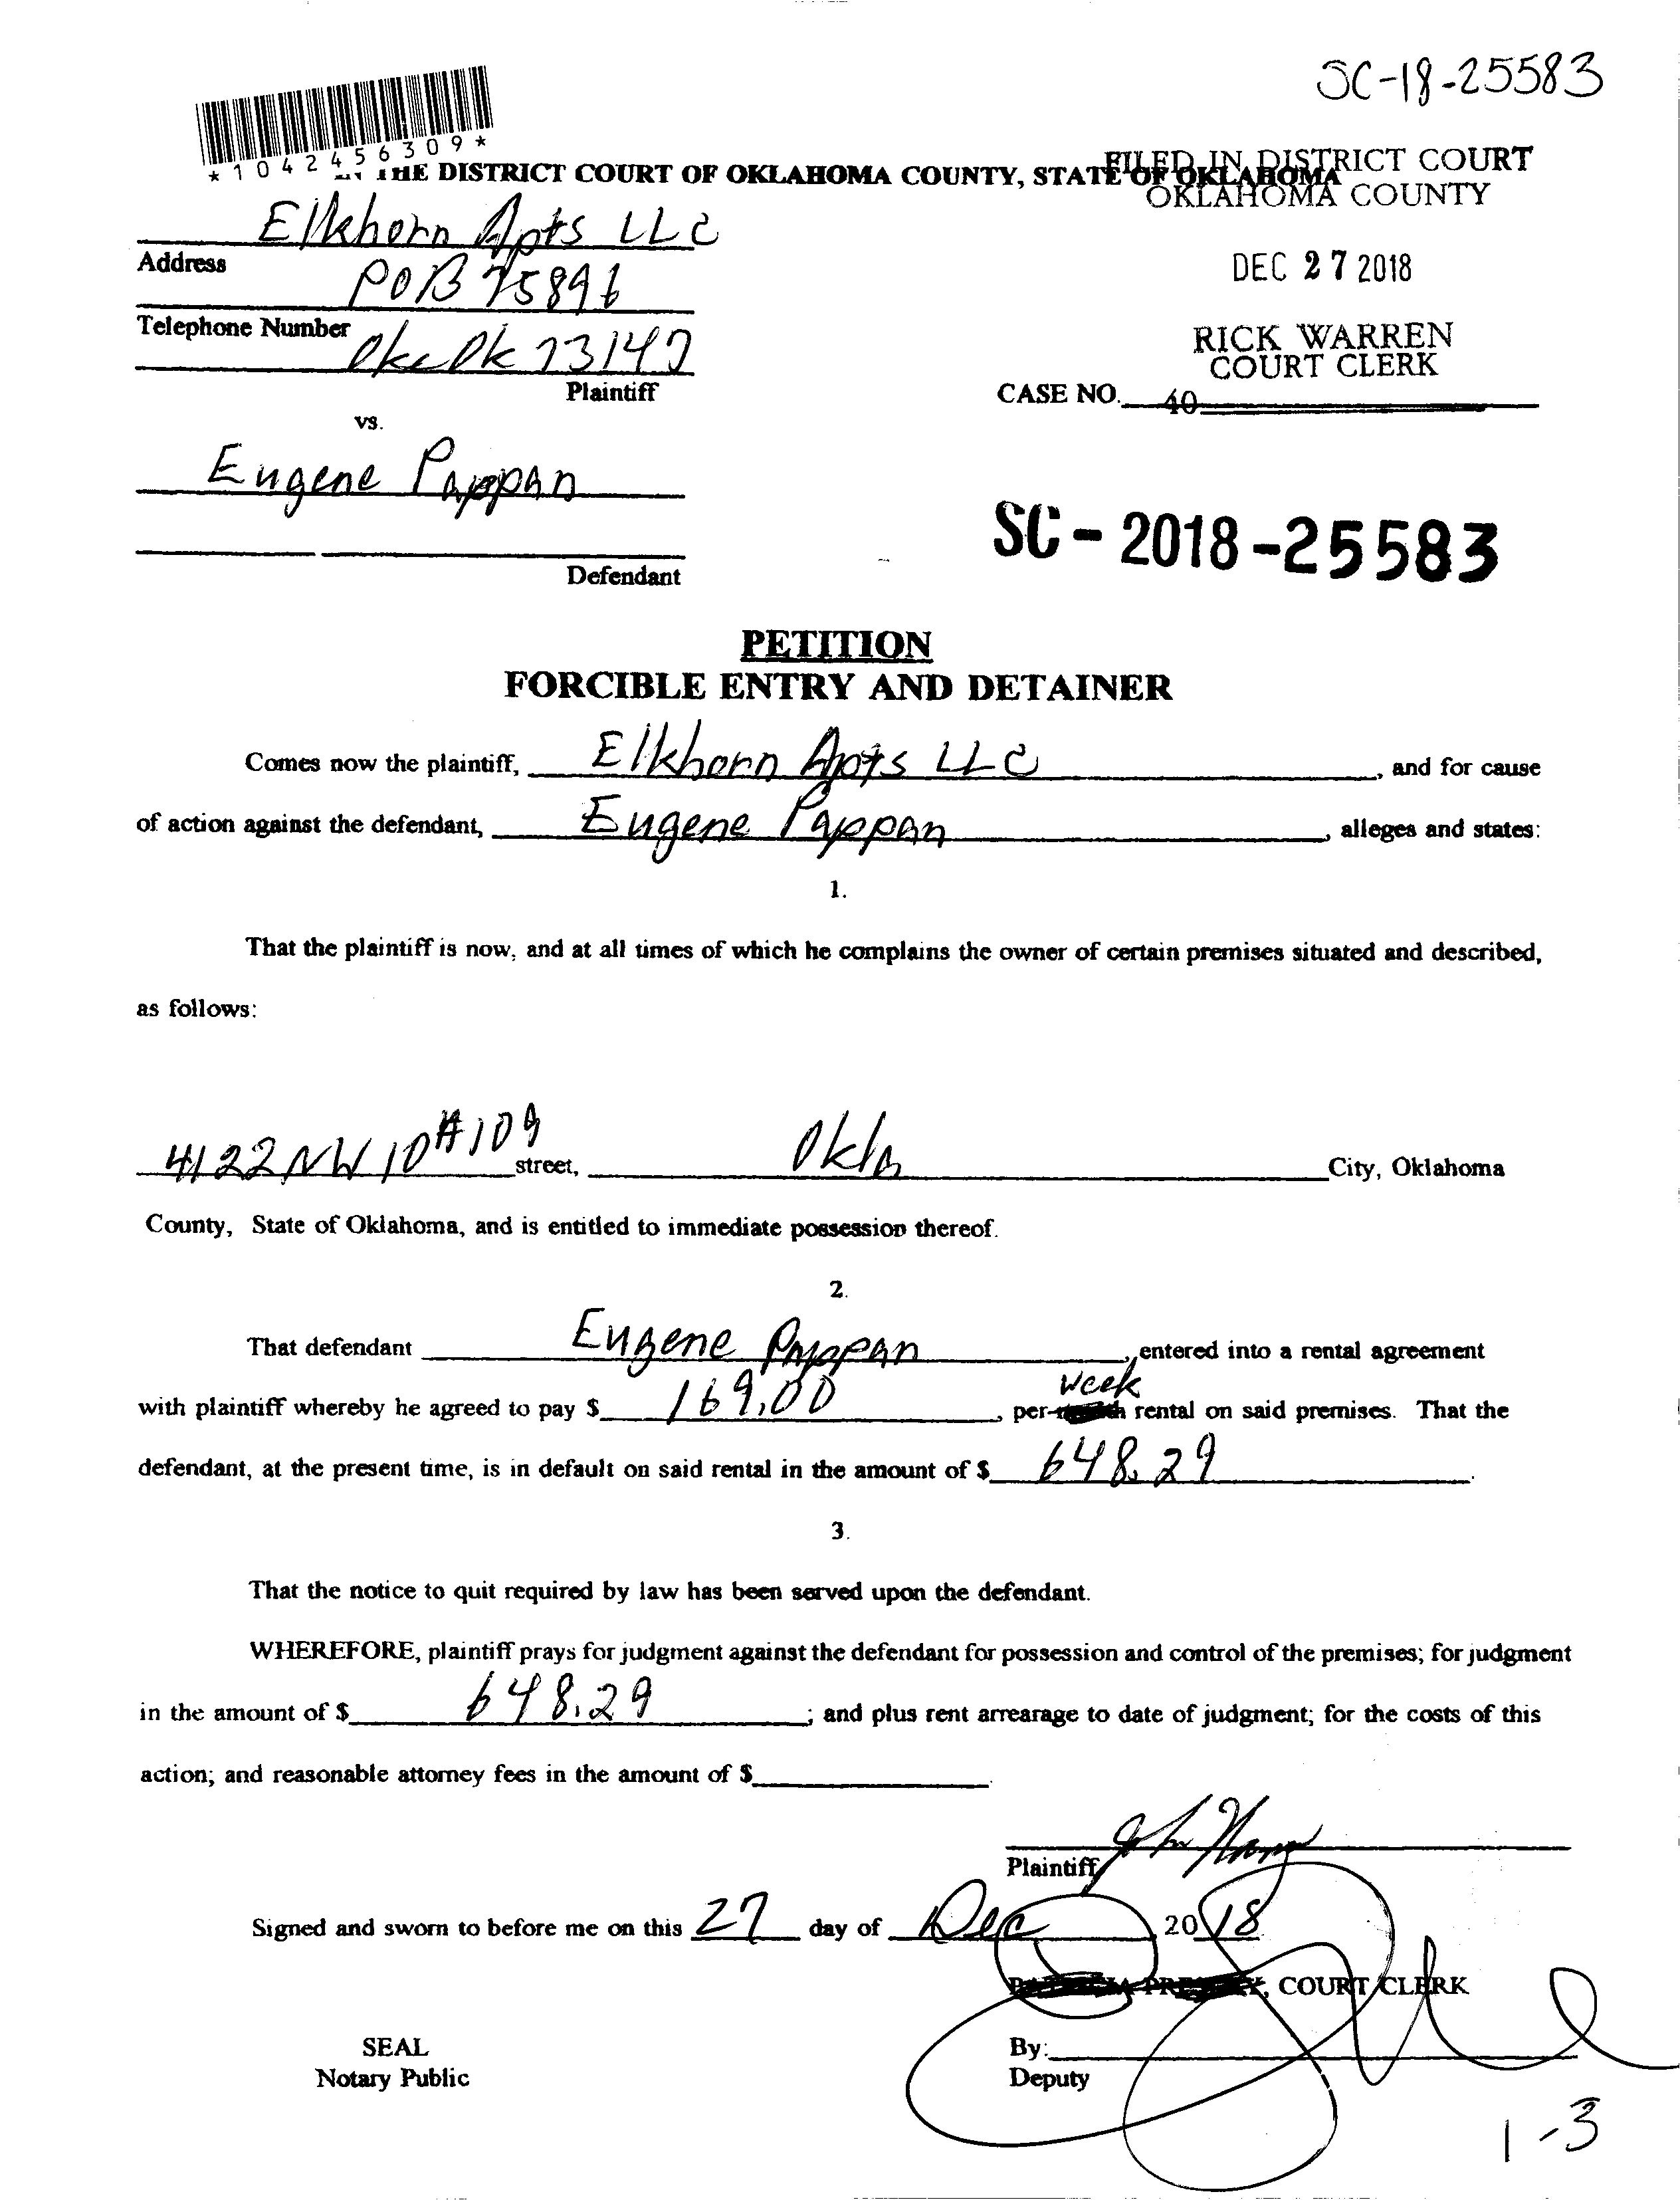 SC-18-25583
*1042456309*
THE DISTRICT COURT OF OKLAHOMA COUNTY, STATE OF OKLAHOMA
FILED IN DISTRICT COURT
OKLAHOMA COUNTY
Elkhorn Apts LLC
Address
POB 75896
DEC 27 2018
Telephone Number
Okc Ok 73147
RICK WARREN
COURT CLERK
Plaintiff
CASE NO. 40
vs.
Eugene Pappan
SC - 2018 - 25583
Defendant
PETITION
FORCIBLE ENTRY AND DETAINER
Comes now the plaintiff, Elkhorn Apts LLC, and for cause
of action against the defendant, Eugene Pappan, alleges and states:
1.
That the plaintiff is now, and at all times of which he complains the owner of certain premises situated and described,
as follows:
4122 NW 10 #109 street, Okla City, Oklahoma
County, State of Oklahoma, and is entitled to immediate possession thereof.
2.
That defendant Eugene Pappan, entered into a rental agreement
with plaintiff whereby he agreed to pay $ 169.00, per week rental on said premises. That the
defendant, at the present time, is in default on said rental in the amount of $ 648.29.
3.
That the notice to quit required by law has been served upon the defendant.
WHEREFORE, plaintiff prays for judgment against the defendant for possession and control of the premises; for judgment
in the amount of $ 648.29; and plus rent arrearage to date of judgment; for the costs of this
action; and reasonable attorney fees in the amount of $
Plaintiff John
Signed and sworn to before me on this 27 day of Dec 2018
, COURT CLERK
SEAL
Notary Public
By:
Deputy
1-3